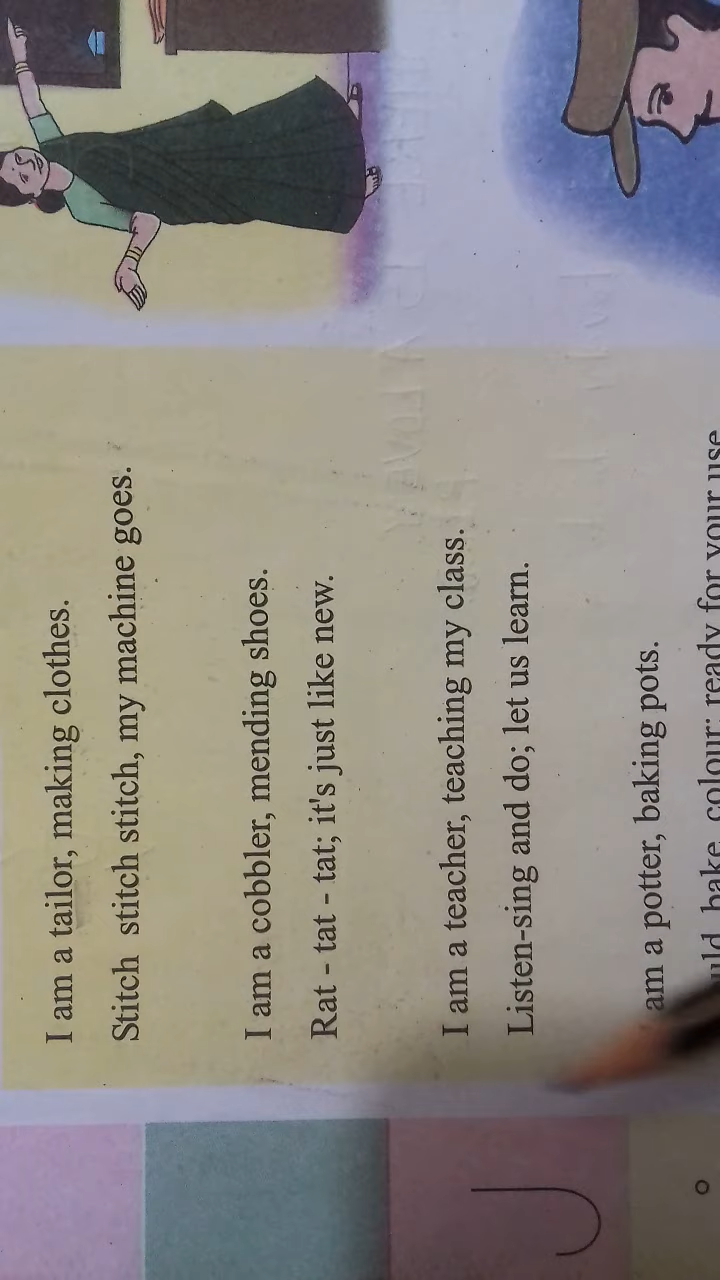 I am a tailor, making clothes.
Stitch stitch stitch, my machine goes.
I am a cobbler, mending shoes.
Rat - tat - tat; it's just like new.
I am a teacher, teaching my class.
Listen-sing and do; let us learn.
am a potter, baking pots.
bake, colour; ready for your use